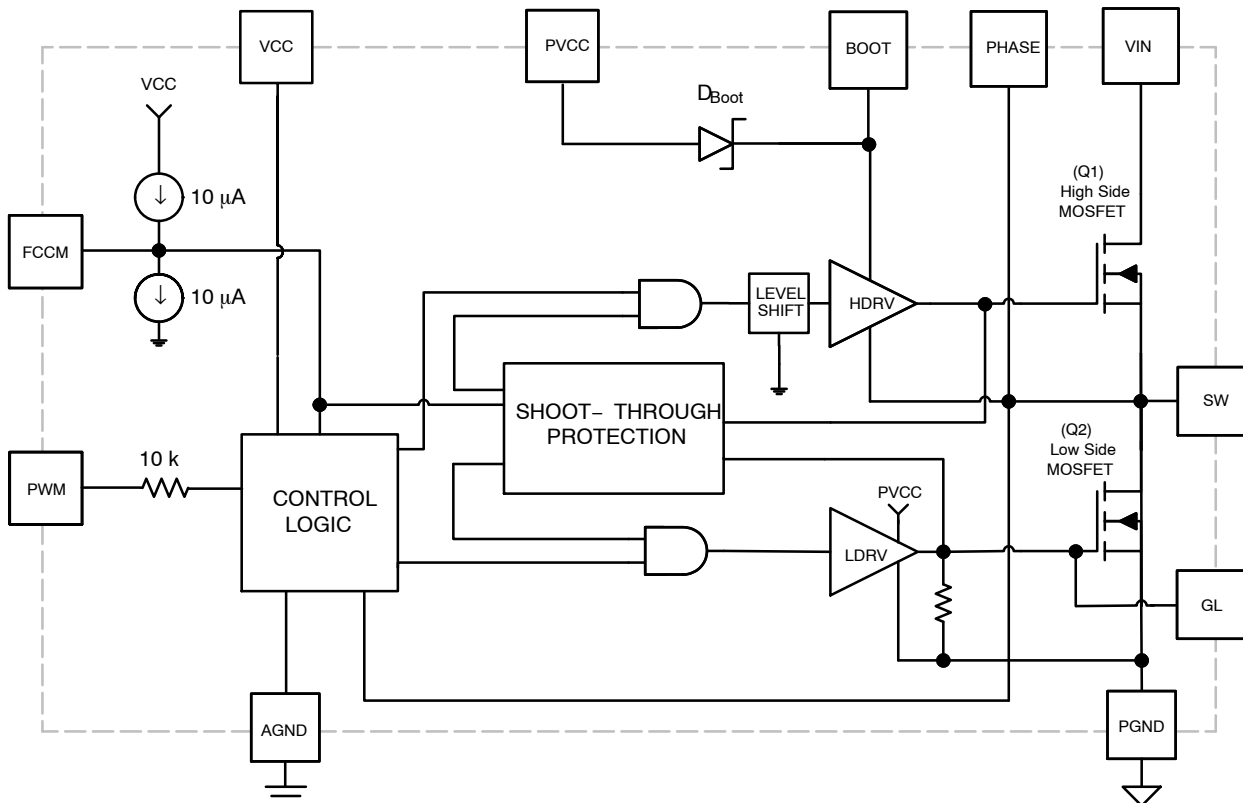 VCC
PVCC
BOOT
PHASE
VIN
VCC
DBoot
(Q1)
High Side
MOSFET
10 μA
FCCM
10 μA
LEVEL
SHIFT
HDRV
SHOOT– THROUGH
PROTECTION
SW
(Q2)
Low Side
MOSFET
10 k
PWM
CONTROL
LOGIC
PVCC
LDRV
GL
AGND
PGND